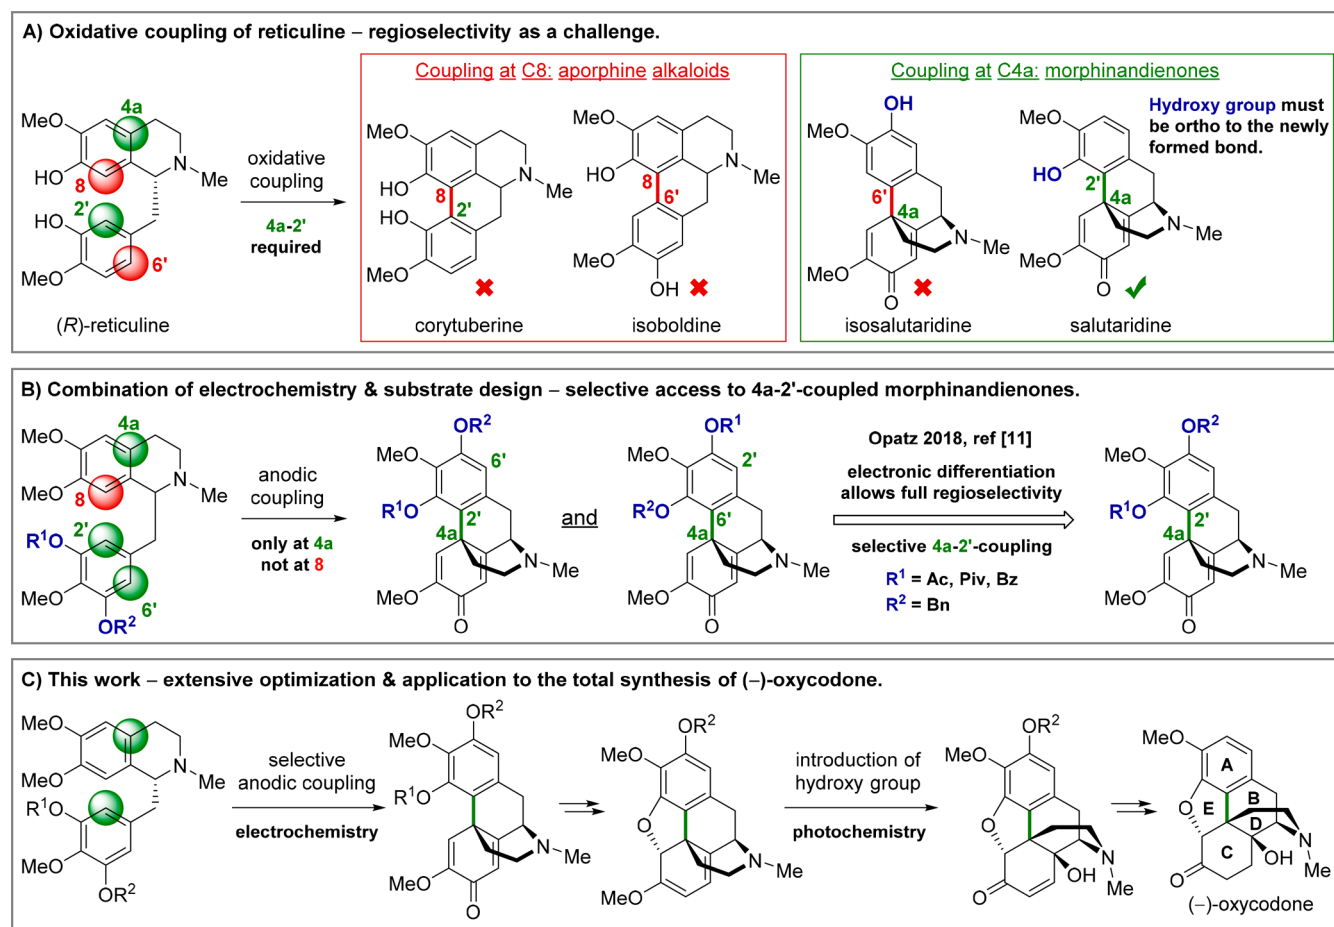 A) Oxidative coupling of reticuline – regioselectivity as a challenge.
Coupling at C8: aporphine alkaloids
Coupling at C4a: morphinandienones
4a
MeO
HO
8
N
Me
HO
2'
MeO
6'
(R)-reticuline
oxidative
coupling
4a-2'
required
MeO
HO
8
HO
2'
MeO
N
Me
corytuberine
MeO
HO
8
6'
N
Me
MeO
OH
isoboldine
OH
MeO
6'
4a
N
Me
MeO
O
isosalutaridine
MeO
HO
2'
4a
N
Me
MeO
O
salutaridine
Hydroxy group must
be ortho to the newly
formed bond.
B) Combination of electrochemistry & substrate design – selective access to 4a-2'-coupled morphinandienones.
4a
MeO
MeO
8
N
Me
R1O
2'
MeO
6'
OR2
anodic
coupling
only at 4a
not at 8
OR2
MeO
6'
R1O
2'
4a
N
Me
MeO
O
and
OR1
MeO
2'
R2O
6'
4a
N
Me
MeO
O
Opatz 2018, ref [11]
electronic differentiation
allows full regioselectivity
selective 4a-2'-coupling
R1 = Ac, Piv, Bz
R2 = Bn
OR2
MeO
R1O
2'
4a
N
Me
MeO
O
C) This work – extensive optimization & application to the total synthesis of (–)-oxycodone.
MeO
MeO
N
Me
R1O
MeO
OR2
selective
anodic coupling
electrochemistry
OR2
MeO
R1O
N
Me
MeO
O
OR2
MeO
O
N
Me
MeO
introduction of
hydroxy group
photochemistry
OR2
MeO
O
N
Me
OH
O
MeO
A
B
E
D
C
O
N
Me
OH
O
(–)-oxycodone